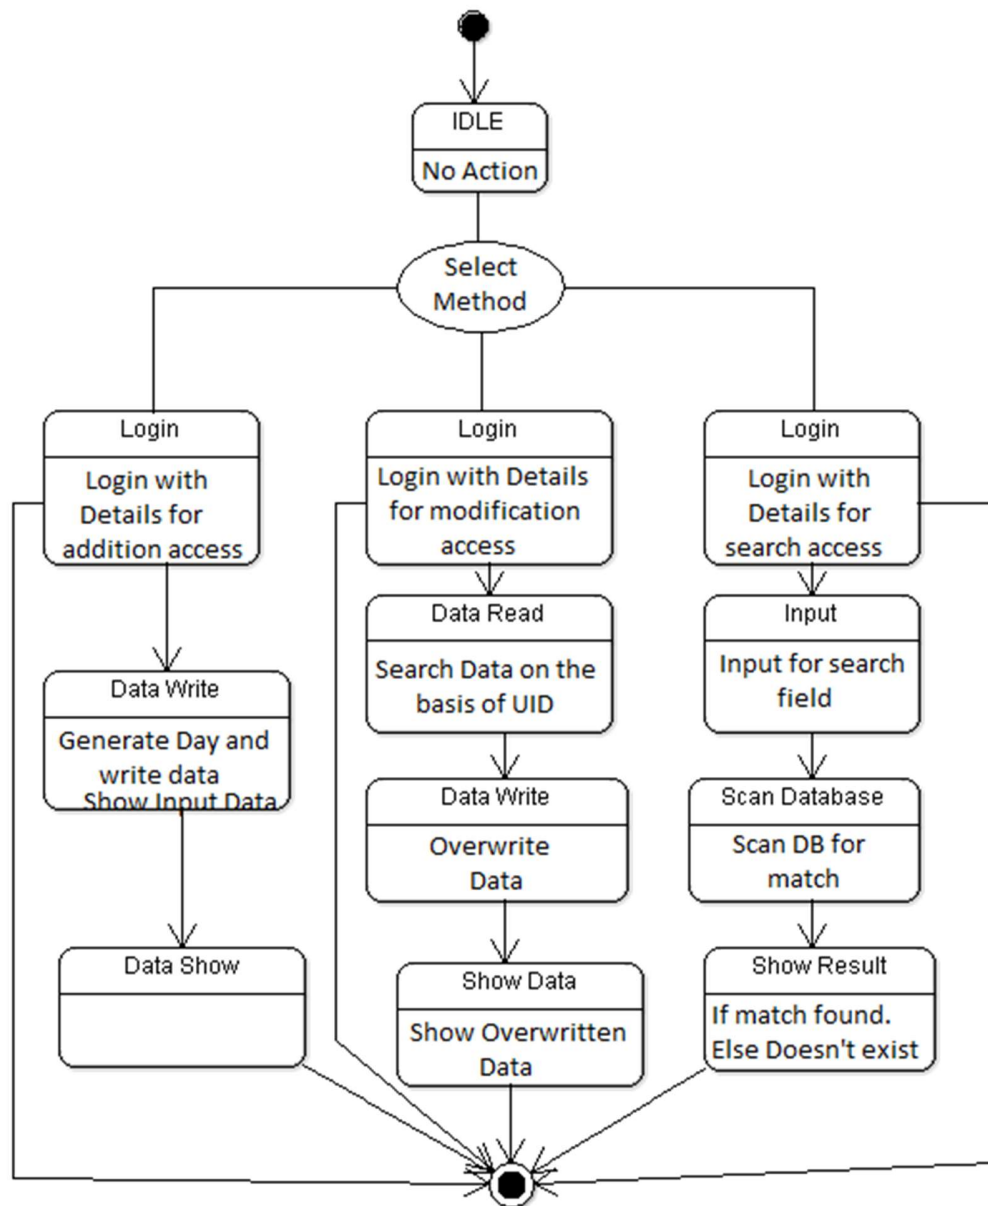 IDLE
No Action
Select
Method
Login
Login with
Details for
addition access
Login
Login with Details
for modification
access
Login
Login with
Details for
search access
Data Write
Generate Day and
write data
Show Input Data
Data Read
Search Data on the
basis of UID
Input
Input for search
field
Data Write
Overwrite
Data
Scan Database
Scan DB for
match
Data Show
Show Data
Show Overwritten
Data
Show Result
If match found.
Else Doesn't exist